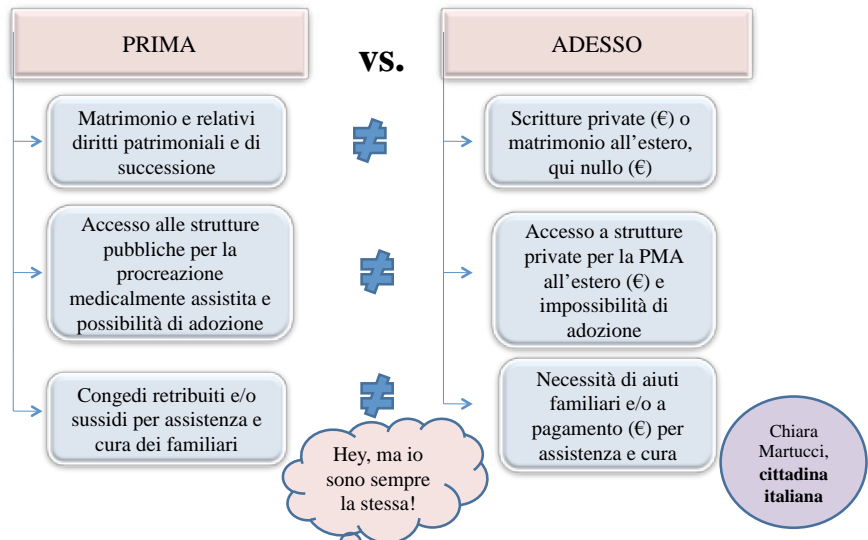 PRIMA
vs.
ADESSO
Matrimonio e relativi
diritti patrimoniali e di
successione
≠
Scritture private (€) o
matrimonio all’estero,
qui nullo (€)
Accesso alle strutture
pubbliche per la
procreazione
medicalmente assistita e
possibilità di adozione
≠
Accesso a strutture
private per la PMA
all’estero (€) e
impossibilità di
adozione
Congedi retribuiti e/o
sussidi per assistenza e
cura dei familiari
≠
Necessità di aiuti
familiari e/o a
pagamento (€) per
assistenza e cura
Hey, ma io
sono sempre
la stessa!
Chiara
Martucci,
cittadina
italiana